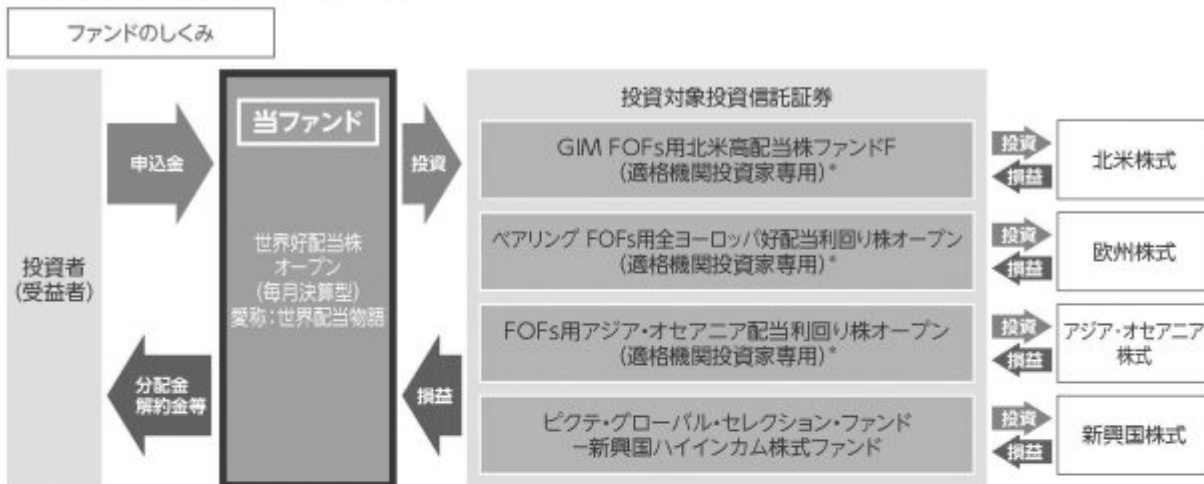 ファンドのしくみ
投資者
(受益者)
申込金
分配金
解約金等
当ファンド
世界好配当株
オープン
(毎月決算型)
愛称:世界配当物語
投資
損益
投資対象投資信託証券
GIM FOFs用北米高配当株ファンドF
(適格機関投資家専用)*
ベアリング FOFs用全ヨーロッパ好配当利回り株オープン
(適格機関投資家専用)*
FOFs用アジア・オセアニア配当利回り株オープン
(適格機関投資家専用)*
ピクテ・グローバル・セレクション・ファンド
−新興国ハイインカム株式ファンド
投資
損益
北米株式
投資
損益
欧州株式
投資
損益
アジア・オセアニア
株式
投資
損益
新興国株式